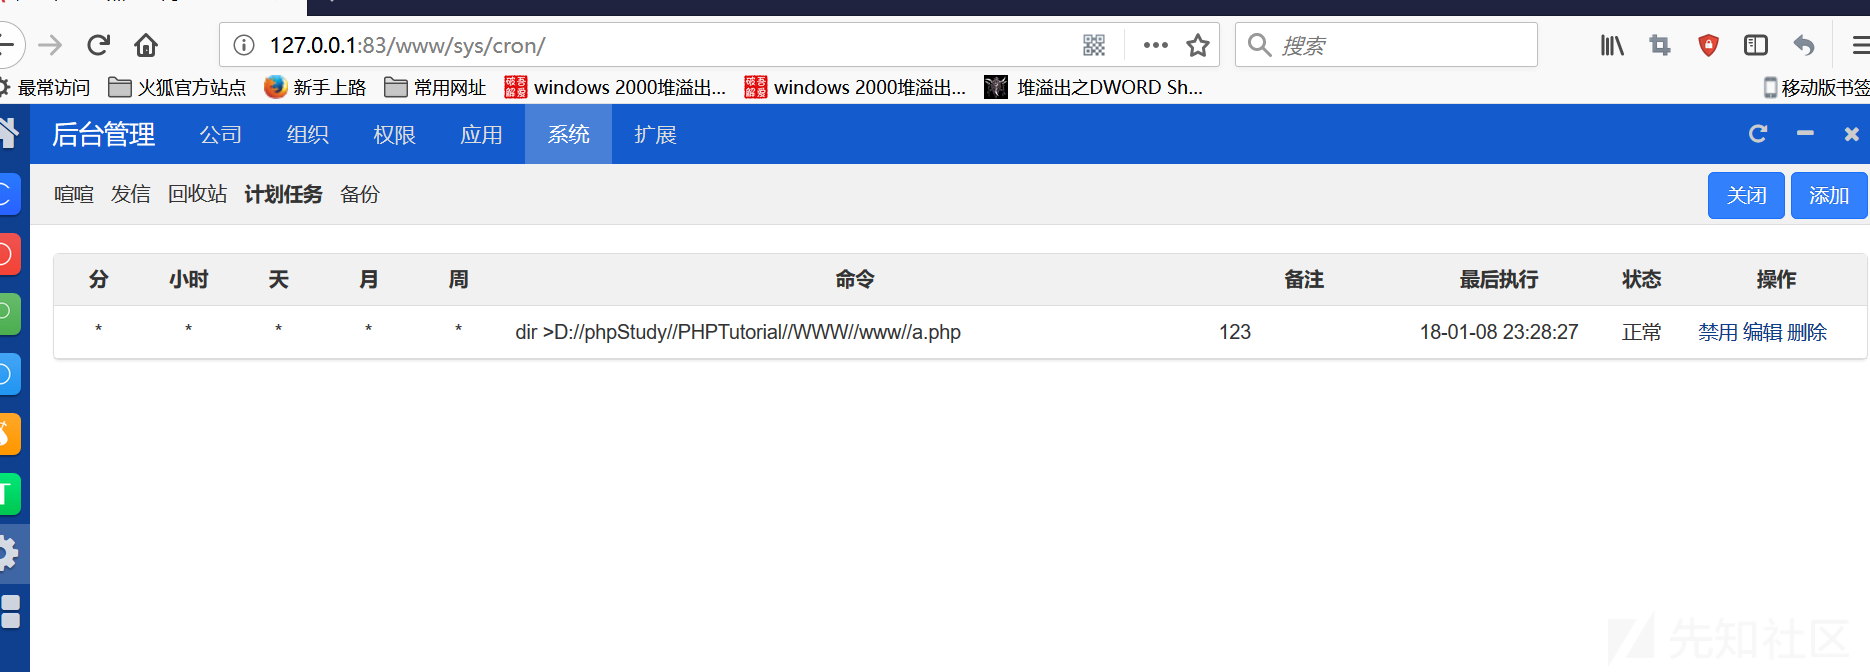 127.0.0.1:83/www/sys/cron/
搜索
最常访问 火狐官方站点 新手上路 常用网址 windows 2000堆溢出... windows 2000堆溢出... 堆溢出之DWORD Sh... 移动版书签
后台管理 公司 组织 权限 应用 系统 扩展
喧喧 发信 回收站 计划任务 备份 关闭 添加
分 小时 天 月 周 命令 备注 最后执行 状态 操作
* * * * * dir >D://phpStudy//PHPTutorial//WWW//www//a.php 123 18-01-08 23:28:27 正常 禁用 编辑 删除
先知社区